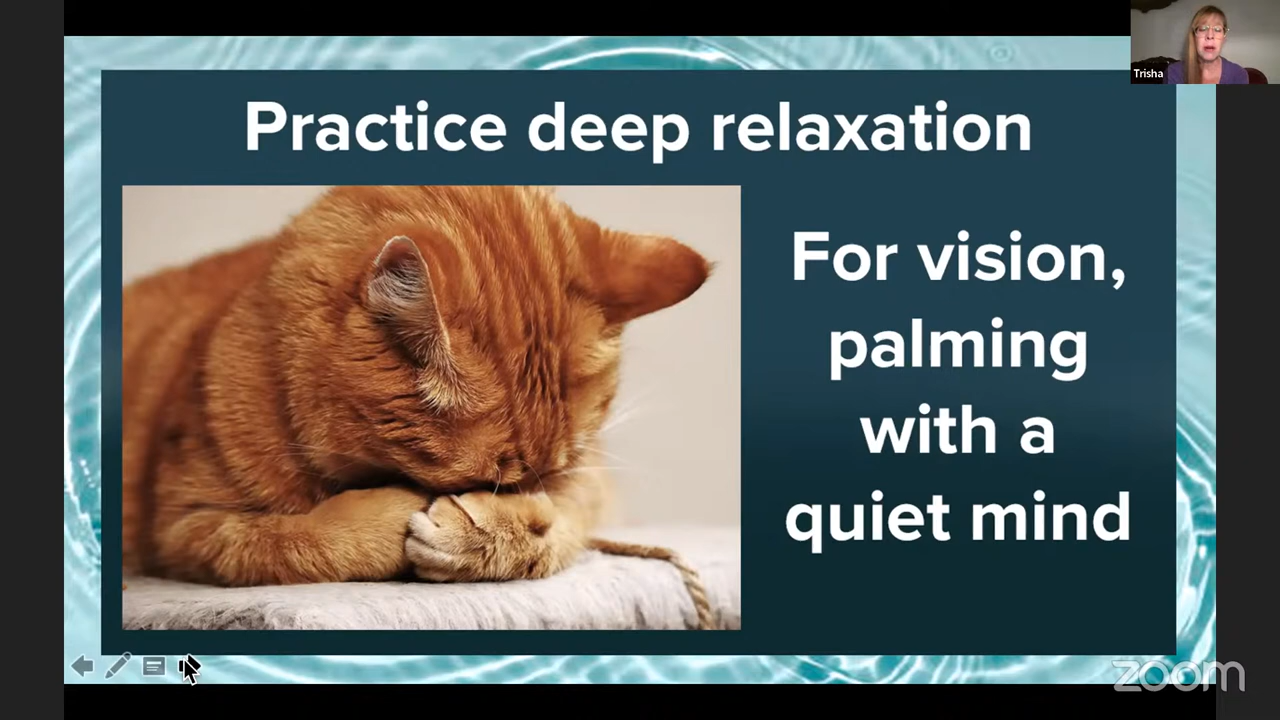 Trisha
Practice deep relaxation
For vision,
palming
with a
quiet mind
zoom